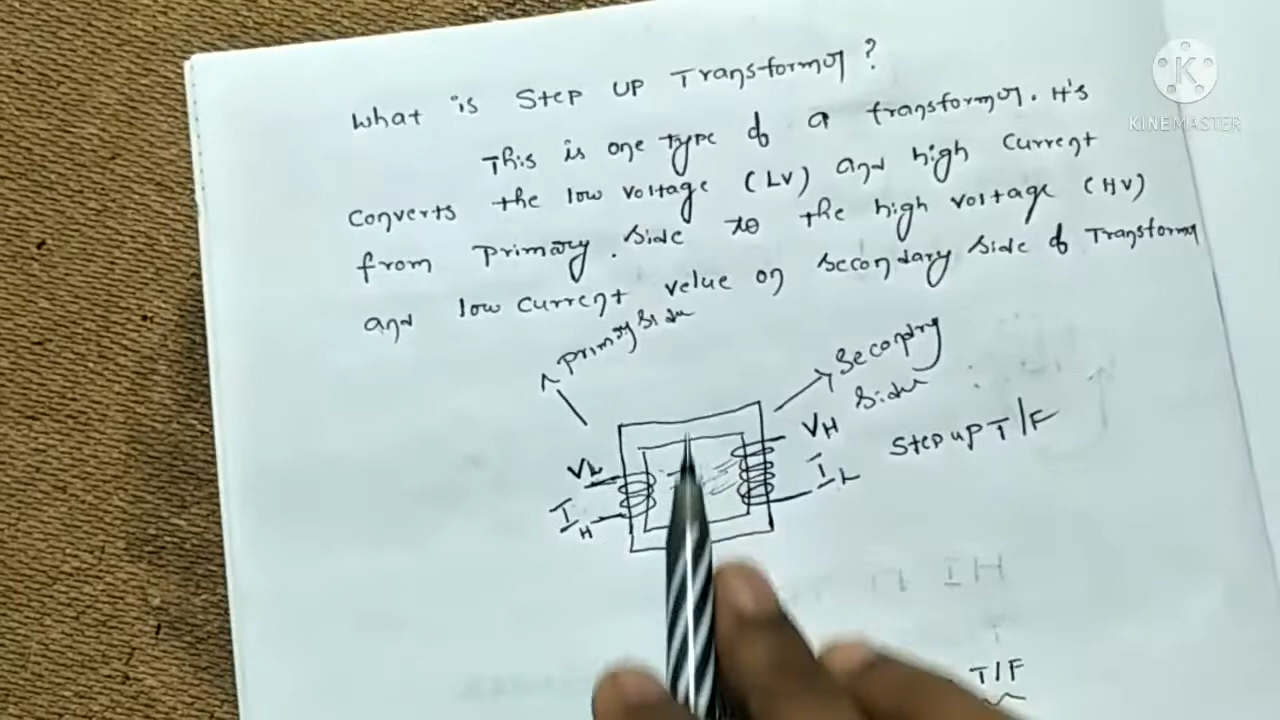 What is Step UP Transformer?
This is one type of a transformer. It's
converts the low voltage (LV) and high current
from primary side to the high voltage (HV)
and low current velue on secondary side of Transformer
Primary Side
Secondary
Side
VL
IH
VH
IL
Step up T/F
T/F
KINEMASTER